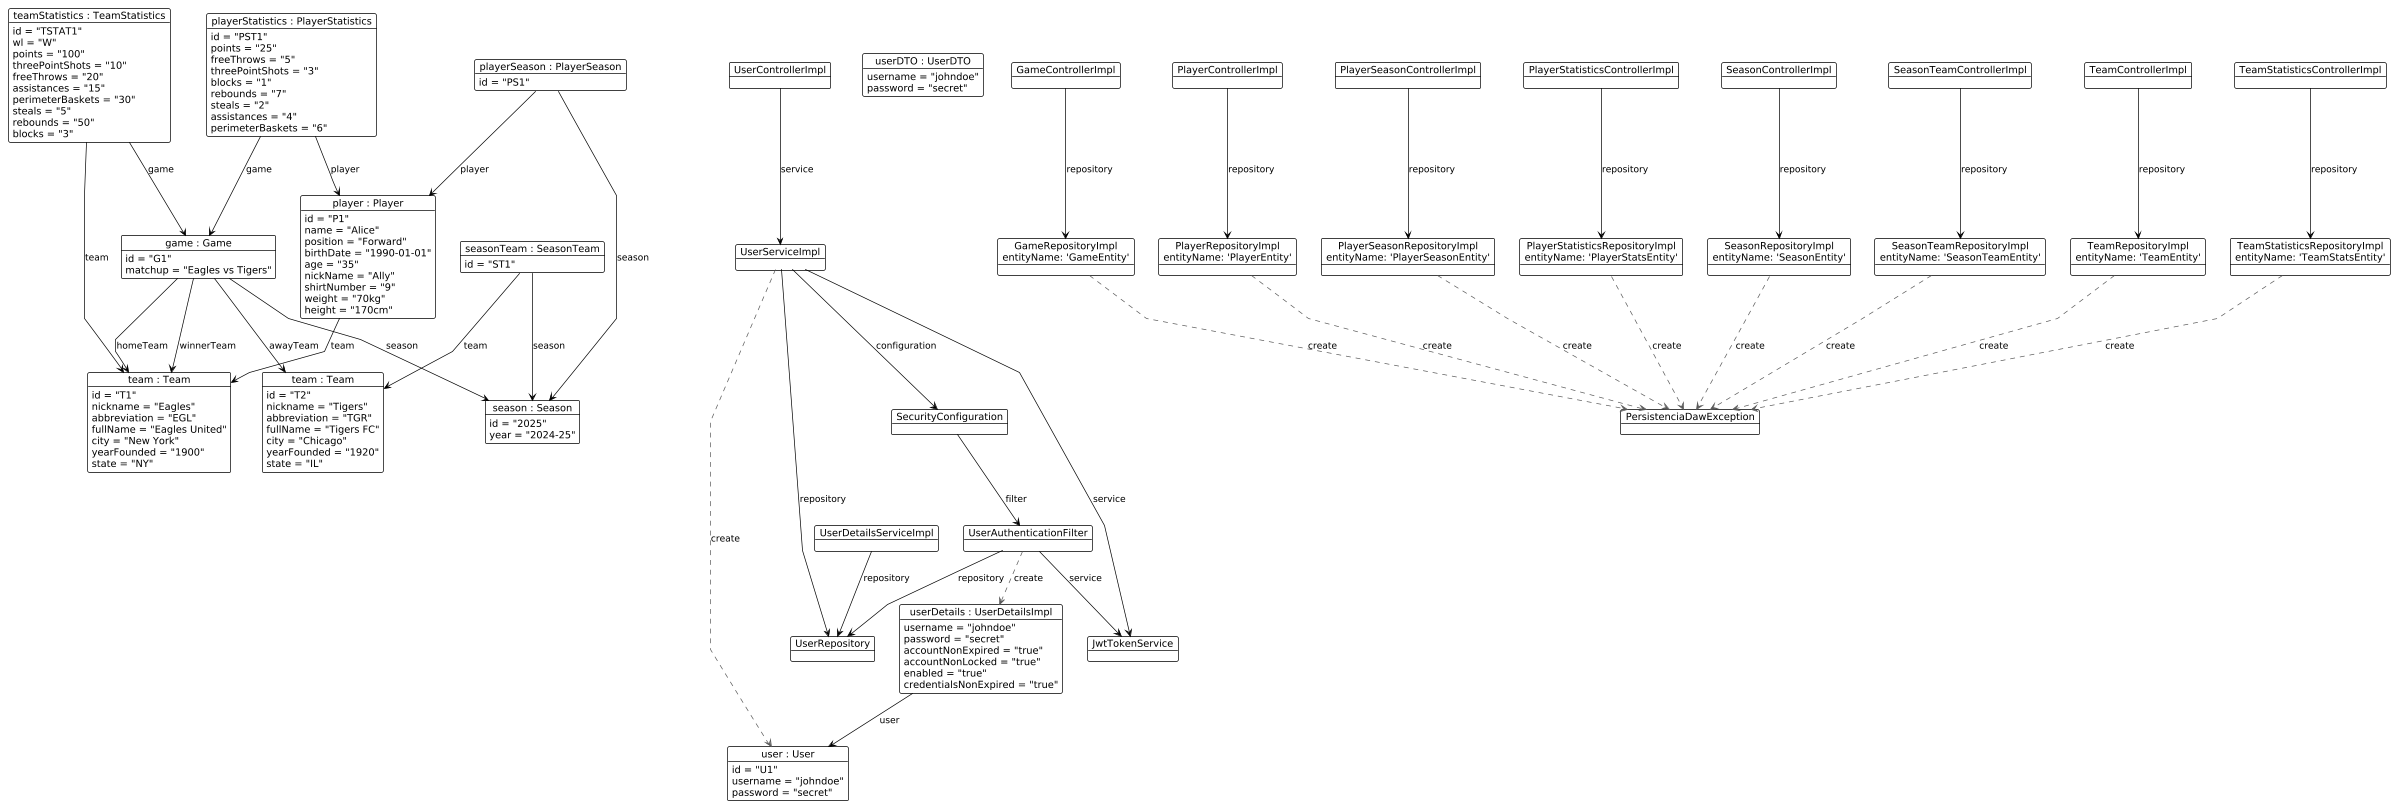 teamStatistics : TeamStatistics
id = "TSTAT1"
wl = "W"
points = "100"
threePointShots = "10"
freeThrows = "20"
assistances = "15"
perimeterBaskets = "30"
steals = "5"
rebounds = "50"
blocks = "3"
playerStatistics : PlayerStatistics
id = "PST1"
points = "25"
freeThrows = "5"
threePointShots = "3"
blocks = "1"
rebounds = "7"
steals = "2"
assistances = "4"
perimeterBaskets = "6"
playerSeason : PlayerSeason
id = "PS1"
UserControllerImpl
userDTO : UserDTO
username = "johndoe"
password = "secret"
GameControllerImpl
PlayerControllerImpl
PlayerSeasonControllerImpl
PlayerStatisticsControllerImpl
SeasonControllerImpl
SeasonTeamControllerImpl
TeamControllerImpl
TeamStatisticsControllerImpl
game
game
player
player
service
repository
repository
repository
repository
repository
repository
repository
repository
team
season
player : Player
id = "P1"
name = "Alice"
position = "Forward"
birthDate = "1990-01-01"
age = "35"
nickName = "Ally"
shirtNumber = "9"
weight = "70kg"
height = "170cm"
game : Game
id = "G1"
matchup = "Eagles vs Tigers"
seasonTeam : SeasonTeam
id = "ST1"
UserServiceImpl
GameRepositoryImpl
entityName: 'GameEntity'
PlayerRepositoryImpl
entityName: 'PlayerEntity'
PlayerSeasonRepositoryImpl
entityName: 'PlayerSeasonEntity'
PlayerStatisticsRepositoryImpl
entityName: 'PlayerStatsEntity'
SeasonRepositoryImpl
entityName: 'SeasonEntity'
SeasonTeamRepositoryImpl
entityName: 'SeasonTeamEntity'
TeamRepositoryImpl
entityName: 'TeamEntity'
TeamStatisticsRepositoryImpl
entityName: 'TeamStatsEntity'
homeTeam
winnerTeam
awayTeam
team
season
team
season
configuration
create
create
create
create
create
create
create
create
team : Team
id = "T1"
nickname = "Eagles"
abbreviation = "EGL"
fullName = "Eagles United"
city = "New York"
yearFounded = "1900"
state = "NY"
team : Team
id = "T2"
nickname = "Tigers"
abbreviation = "TGR"
fullName = "Tigers FC"
city = "Chicago"
yearFounded = "1920"
state = "IL"
season : Season
id = "2025"
year = "2024-25"
SecurityConfiguration
PersistenciaDawException
repository
filter
service
create
UserDetailsServiceImpl
UserAuthenticationFilter
repository
repository
create
service
UserRepository
userDetails : UserDetailsImpl
username = "johndoe"
password = "secret"
accountNonExpired = "true"
accountNonLocked = "true"
enabled = "true"
credentialsNonExpired = "true"
JwtTokenService
user
user : User
id = "U1"
username = "johndoe"
password = "secret"